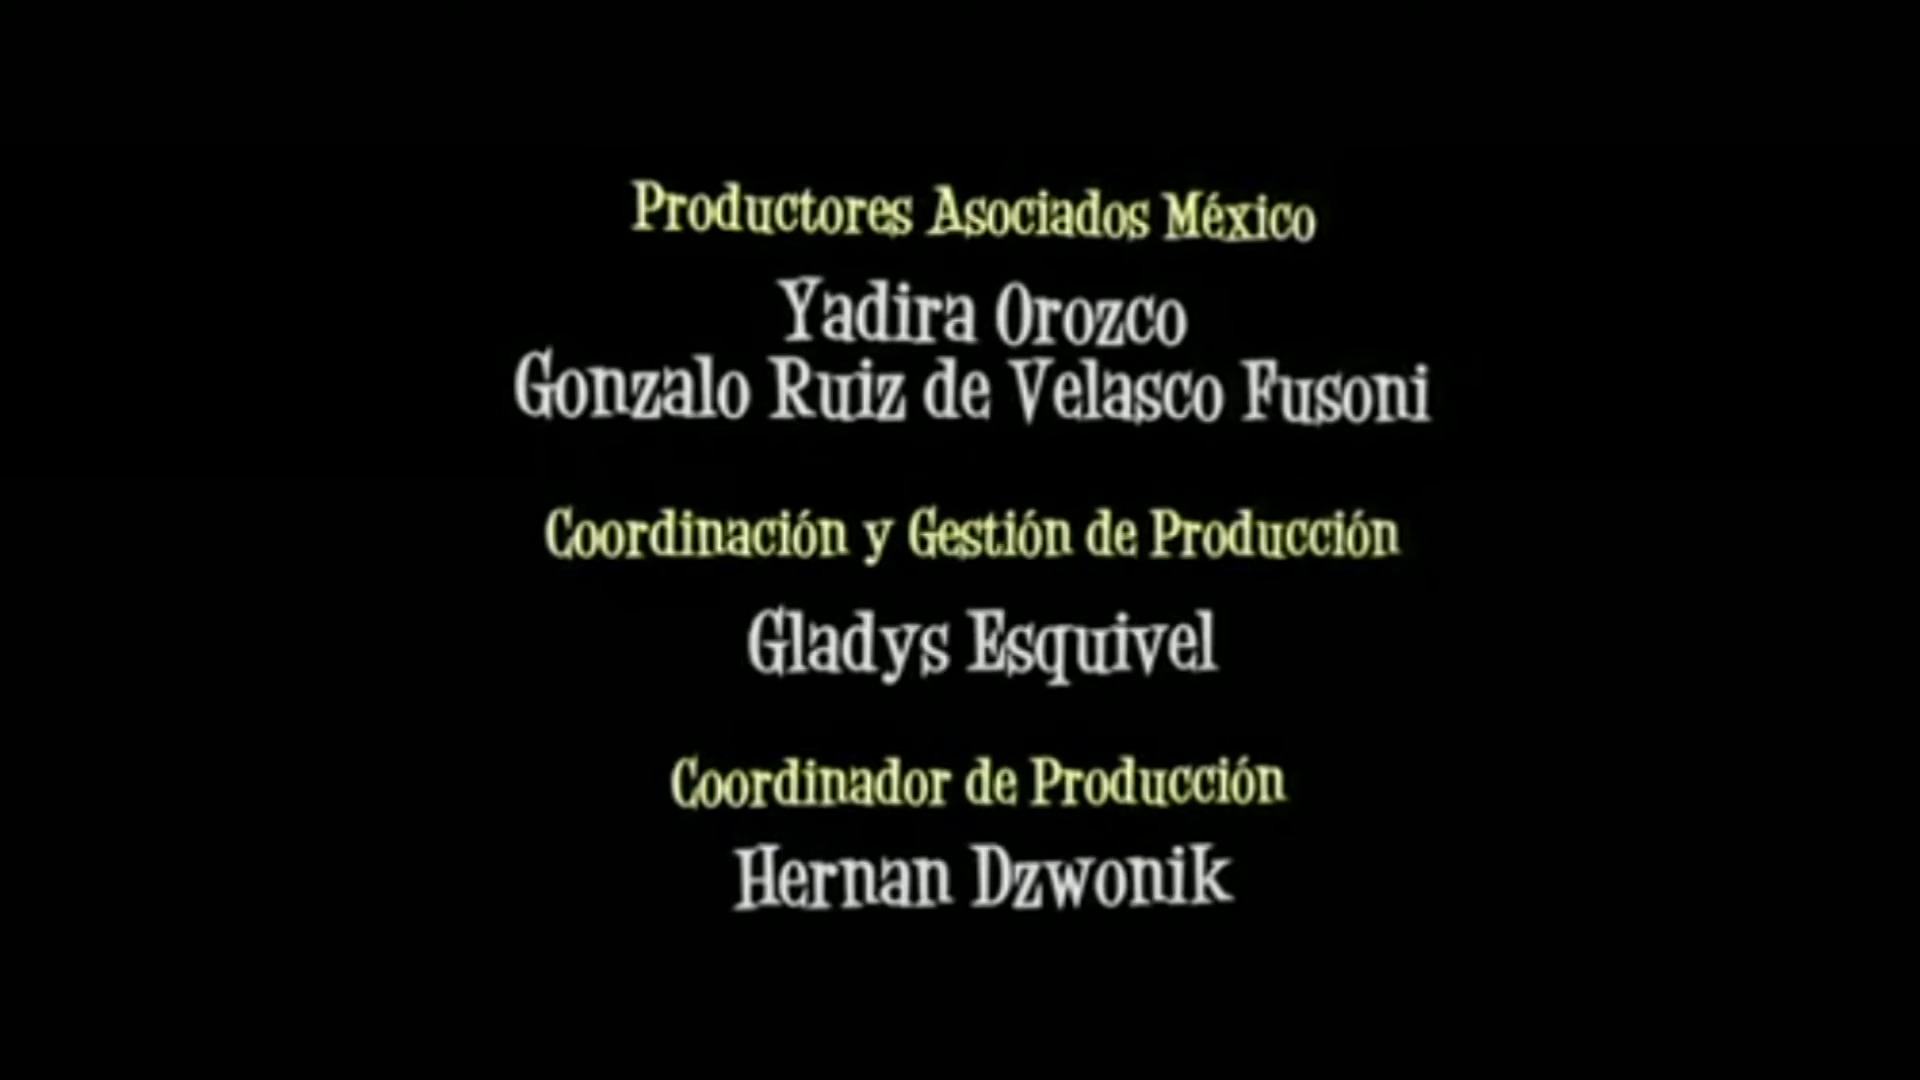 Productores Asociados México
Yadira Orozco
Gonzalo Ruiz de Velasco Fusoni
Coordinación y Gestión de Producción
Gladys Esquivel
Coordinador de Producción
Hernan Dzwonik